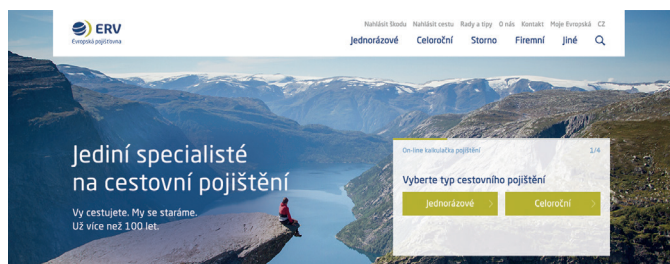 ERV
Evropská pojišťovna
Nahlásit škodu Nahlásit cestu Rady a tipy O nás Kontakt Moje Evropská CZ
Jednorázové Celoroční Storno Firemní Jiné
Jediní specialisté
na cestovní pojištění
Vy cestujete. My se staráme.
Už více než 100 let.
On-line kalkulačka pojištění 1/4
Vyberte typ cestovního pojištění
Jednorázové Celoroční